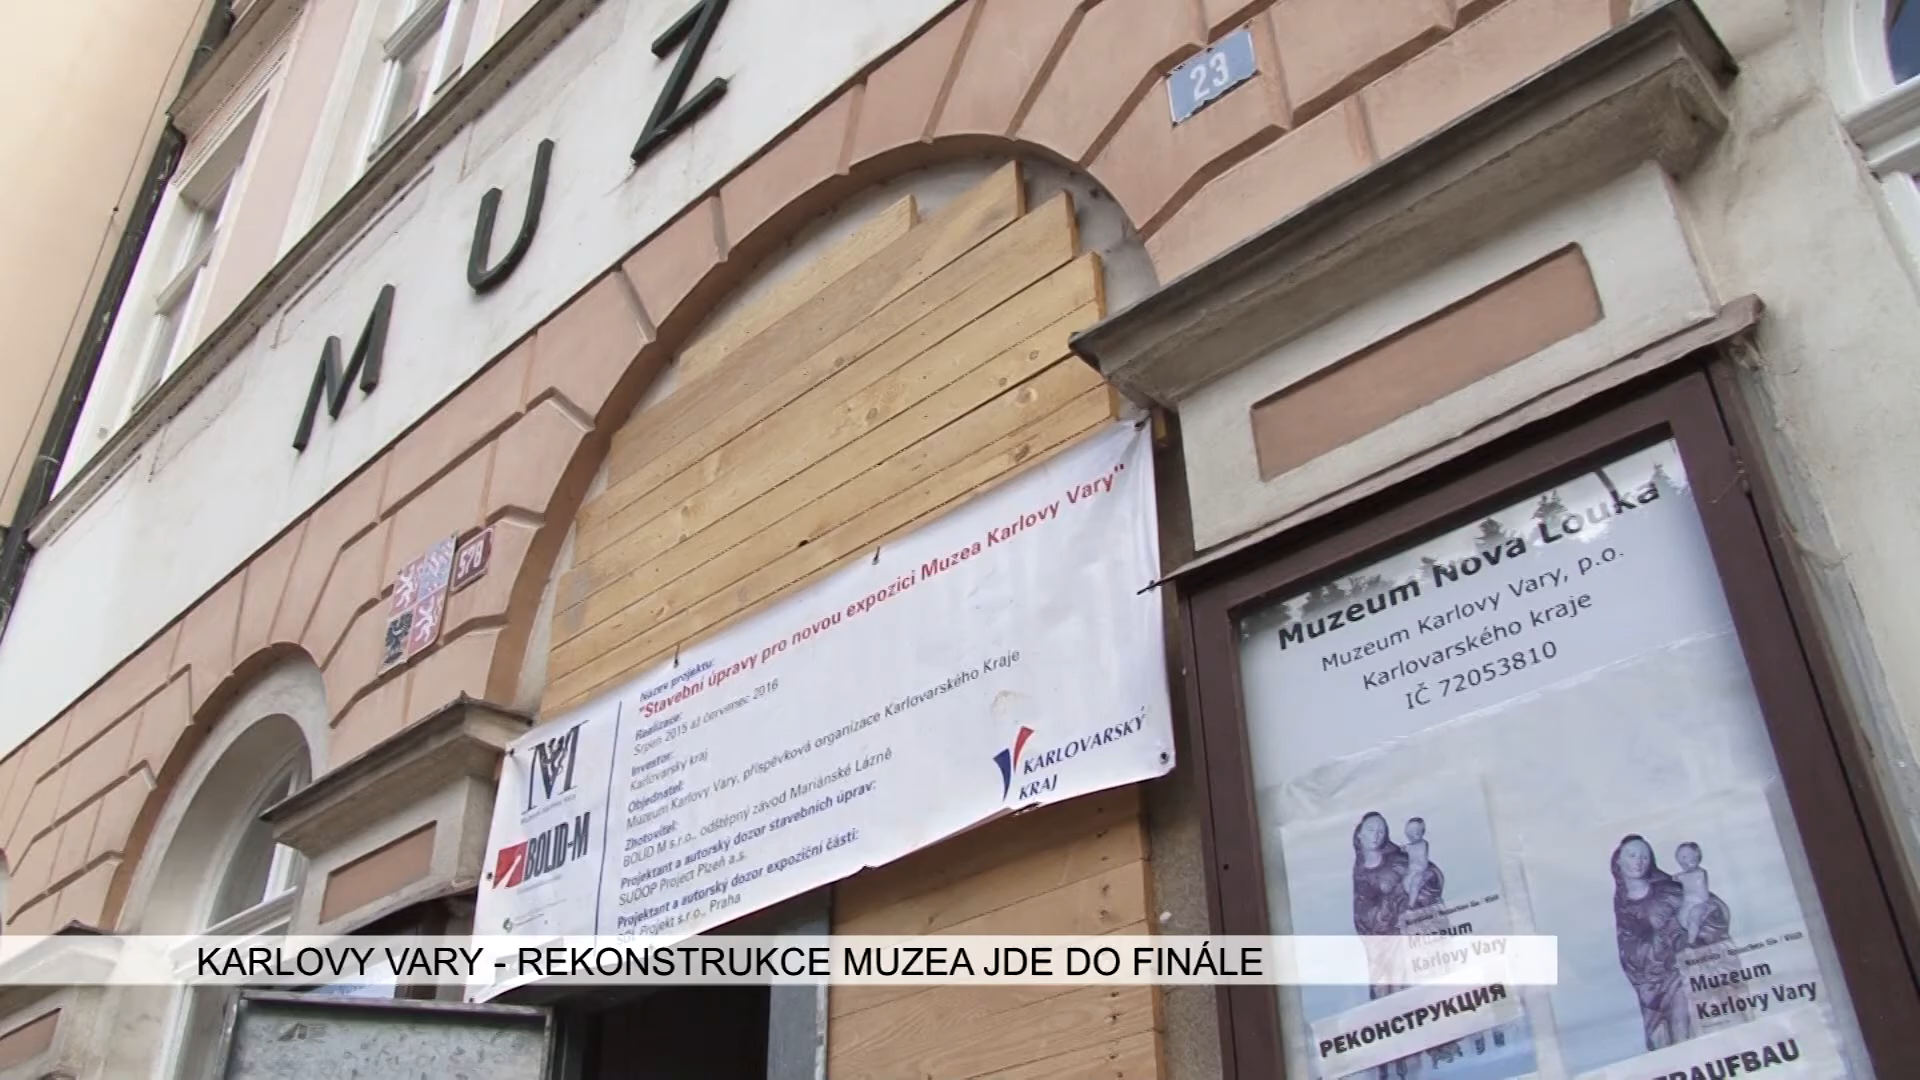 MUZ
23
578
Název projektu:
"Stavební úpravy pro novou expozici Muzea Karlovy Vary"
Realizace:
Srpen 2015 až červenec 2016
Investor:
Karlovarský kraj
Objednatel:
Muzeum Karlovy Vary, příspěvková organizace Karlovarského Kraje
Zhotovitel:
BOLID M s.r.o., odštěpný závod Mariánské Lázně
Projektant a autorský dozor stavebních úprav:
SUDOP Project Plzeň a.s.
Projektant a autorský dozor expoziční části:
Projekt s.r.o., Praha
BOLID-M
KARLOVARSKÝ
KRAJ
Muzeum Nová Louka
Muzeum Karlovy Vary, p.o.
Karlovarského kraje
IČ 72053810
Muzeum
Karlovy Vary
РЕКОНСТРУКЦИЯ
Muzeum
Karlovy Vary
KARLOVY VARY - REKONSTRUKCE MUZEA JDE DO FINÁLE